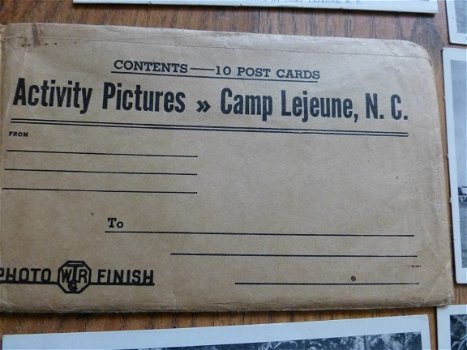 CONTENTS — 10 POST CARDS
Activity Pictures » Camp Lejeune, N. C.
FROM
To
PHOTO WTR FINISH